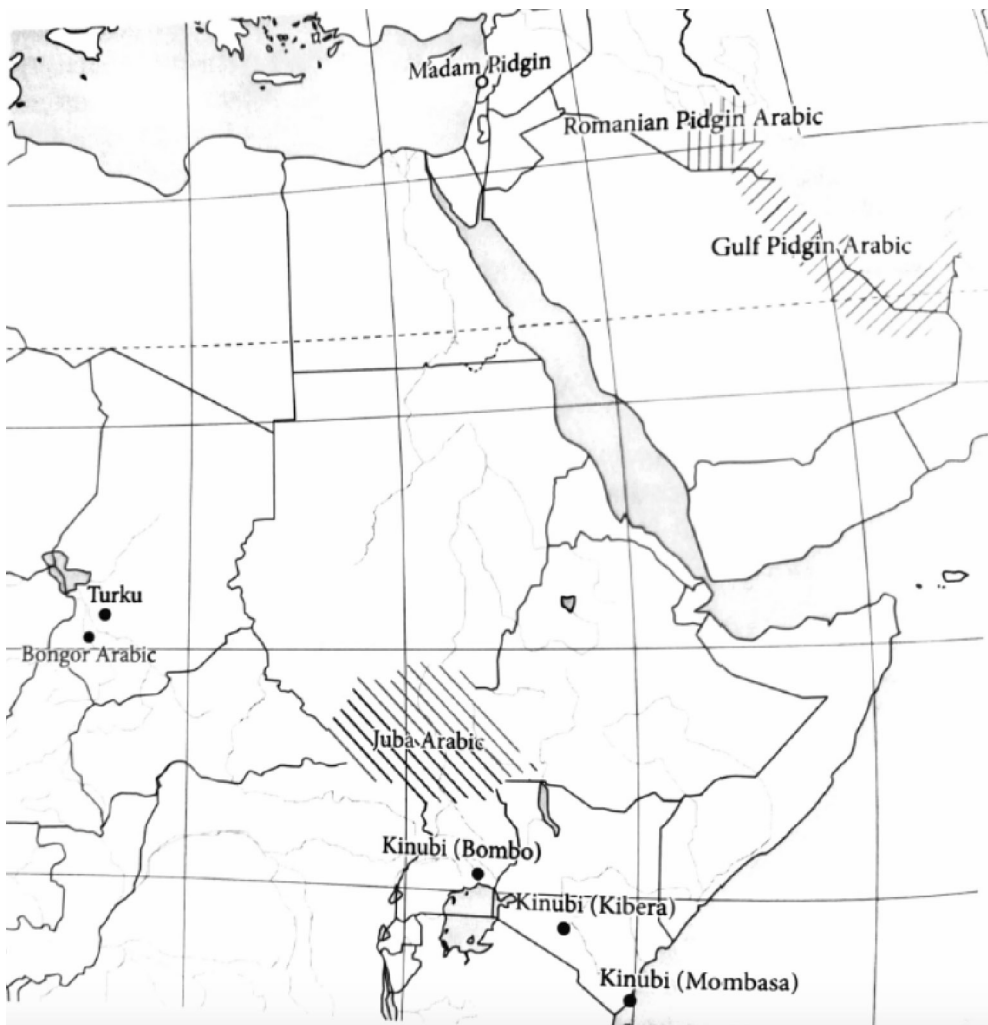 Madam Pidgin
Romanian Pidgin Arabic
Gulf Pidgin Arabic
Turku
Bongor Arabic
Juba Arabic
Kinubi (Bombo)
Kinubi (Kibera)
Kinubi (Mombasa)